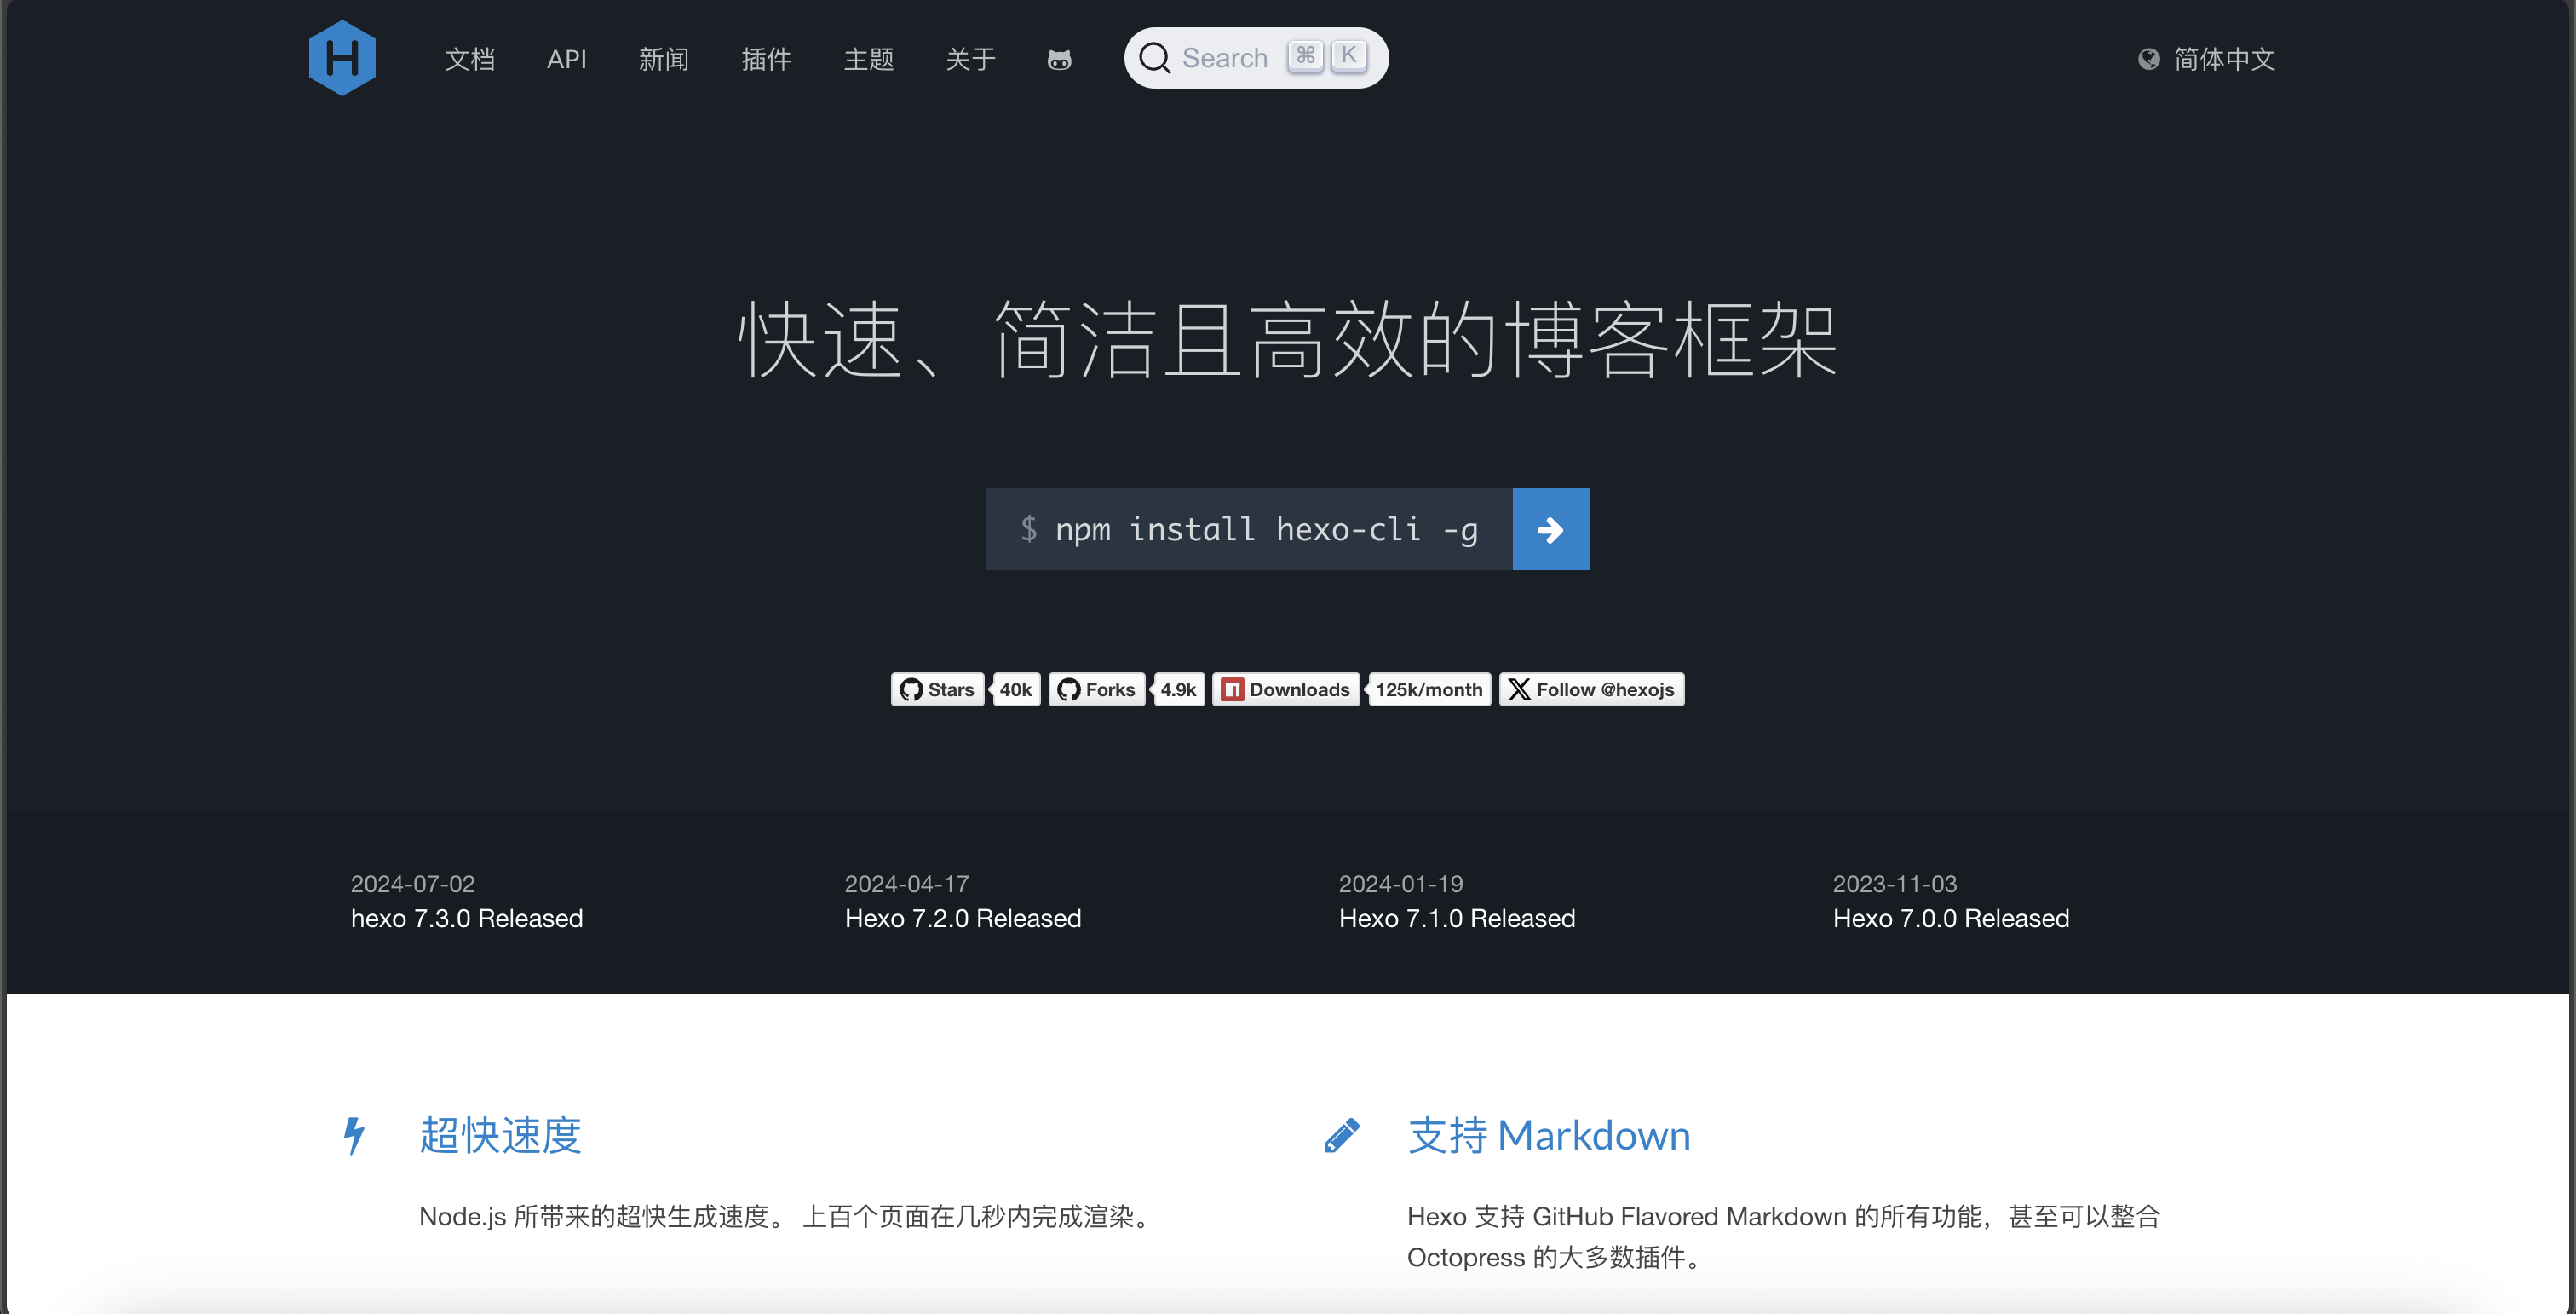 H
文档 API 新闻 插件 主题 关于 Search ⌘ K 简体中文
快速、简洁且高效的博客框架
$ npm install hexo-cli -g
Stars 40k Forks 4.9k Downloads 125k/month Follow @hexojs
2024-07-02
hexo 7.3.0 Released
2024-04-17
Hexo 7.2.0 Released
2024-01-19
Hexo 7.1.0 Released
2023-11-03
Hexo 7.0.0 Released
超快速度
Node.js 所带来的超快生成速度。 上百个页面在几秒内完成渲染。
支持 Markdown
Hexo 支持 GitHub Flavored Markdown 的所有功能，甚至可以整合
Octopress 的大多数插件。